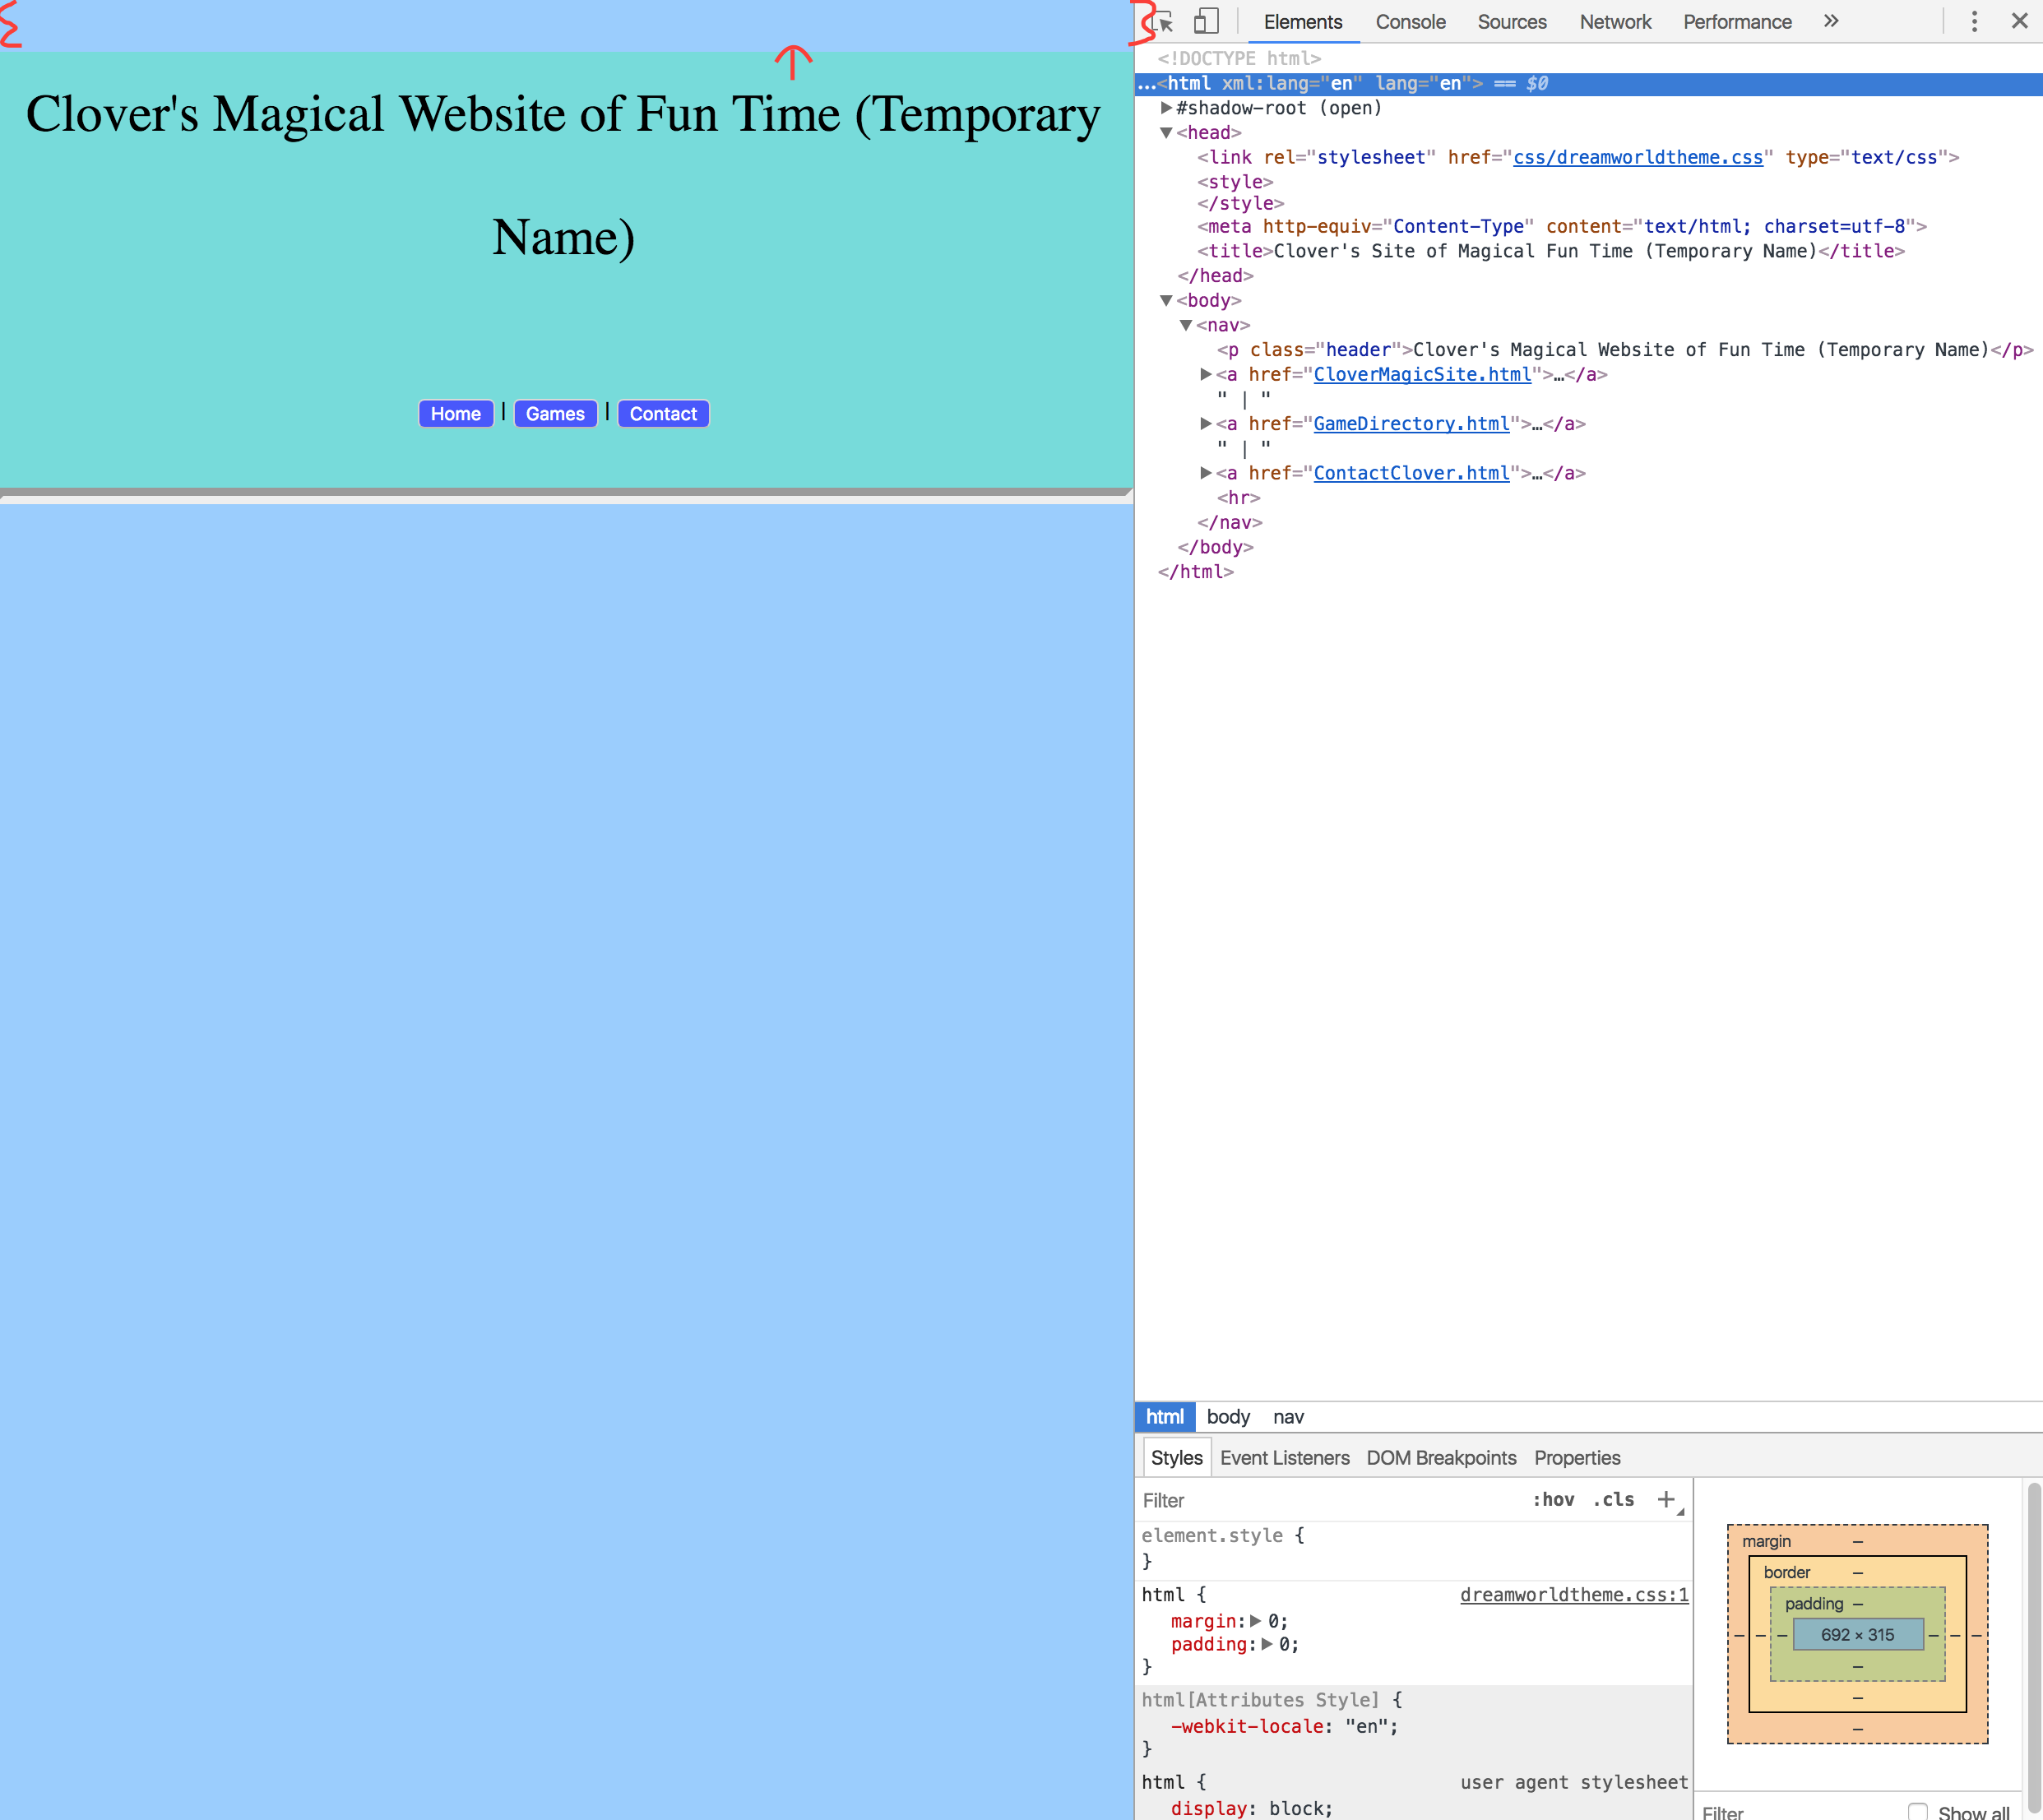 Clover's Magical Website of Fun Time (Temporary
Name)
Home | Games | Contact
Elements Console Sources Network Performance »
<!DOCTYPE html>
...<html xml:lang="en" lang="en"> == $0
▶#shadow-root (open)
▼<head>
<link rel="stylesheet" href="css/dreamworldtheme.css" type="text/css">
<style>
</style>
<meta http-equiv="Content-Type" content="text/html; charset=utf-8">
<title>Clover's Site of Magical Fun Time (Temporary Name)</title>
</head>
▼<body>
▼<nav>
<p class="header">Clover's Magical Website of Fun Time (Temporary Name)</p>
▶<a href="CloverMagicSite.html">…</a>
" | "
▶<a href="GameDirectory.html">…</a>
" | "
▶<a href="ContactClover.html">…</a>
<hr>
</nav>
</body>
</html>
html body nav
Styles Event Listeners DOM Breakpoints Properties
Filter :hov .cls +
element.style {
}
html { dreamworldtheme.css:1
margin:▶0;
padding:▶0;
}
html[Attributes Style] {
-webkit-locale: "en";
}
html { user agent stylesheet
display: block;
margin –
border –
padding –
– – – 692 × 315 – – –
–
–
–
Filter Show all